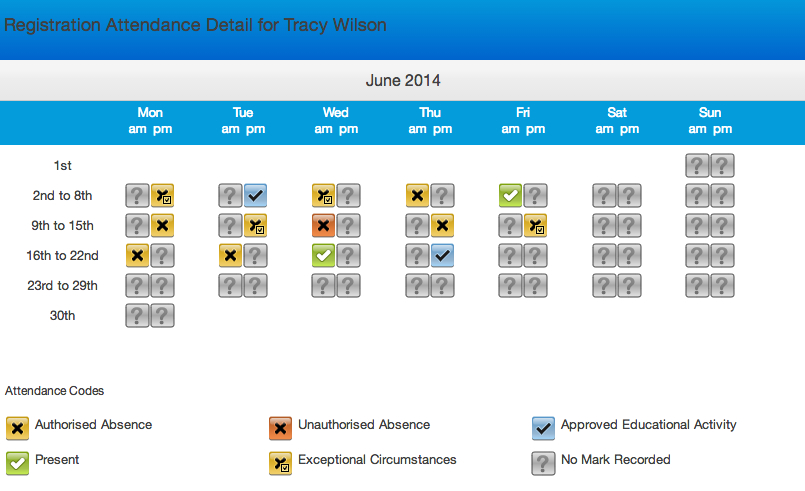 Registration Attendance Detail for Tracy Wilson
June 2014
Mon Tue Wed Thu Fri Sat Sun
am pm am pm am pm am pm am pm am pm am pm
1st ? ?
2nd to 8th ? ? ? ? ? ? ? ? ?
9th to 15th ? ? ? ? ? ? ? ? ?
16th to 22nd ? ? ? ? ? ? ? ? ? ?
23rd to 29th ? ? ? ? ? ? ? ? ? ? ? ? ? ?
30th ? ?
Attendance Codes
Authorised Absence Unauthorised Absence Approved Educational Activity
Present Exceptional Circumstances ? No Mark Recorded